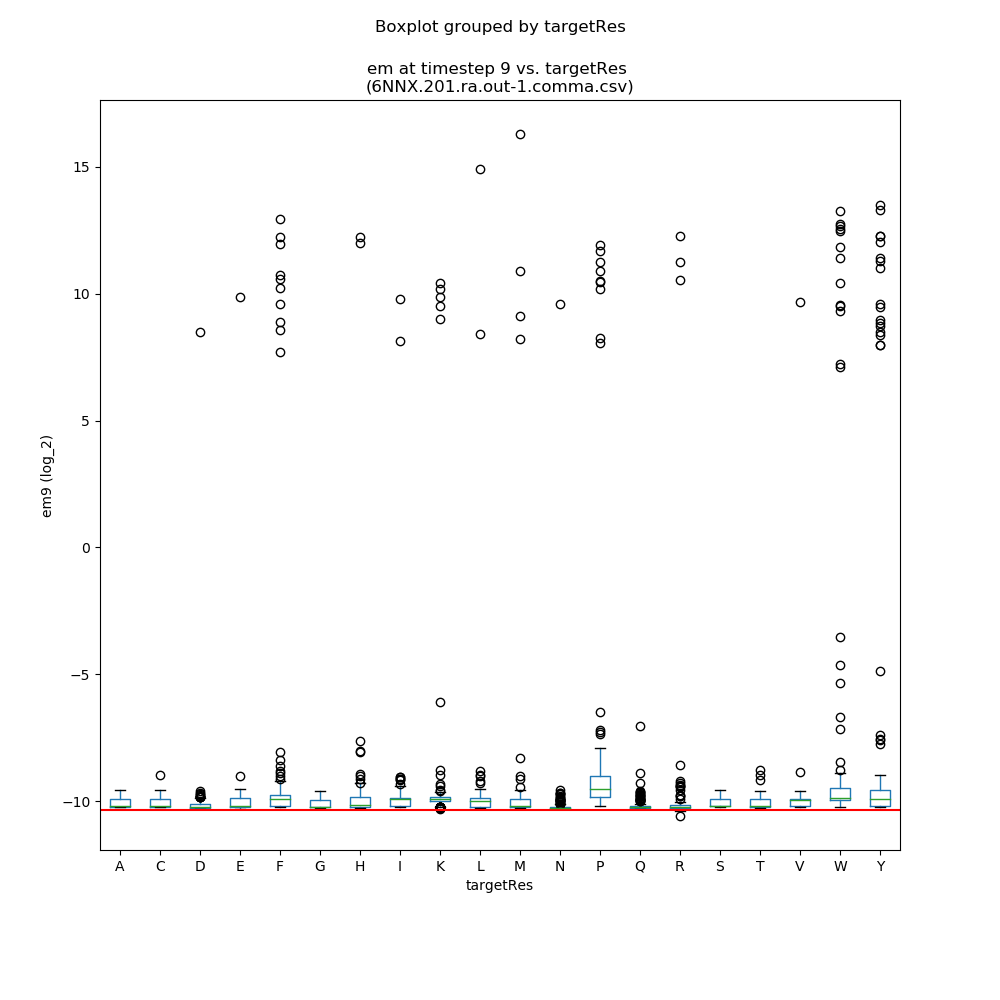 Boxplot grouped by targetRes
em at timestep 9 vs. targetRes
(6NNX.201.ra.out-1.comma.csv)
15
10
5
0
−5
−10
em9 (log_2)
A C D E F G H I K L M N P Q R S T V W Y
targetRes